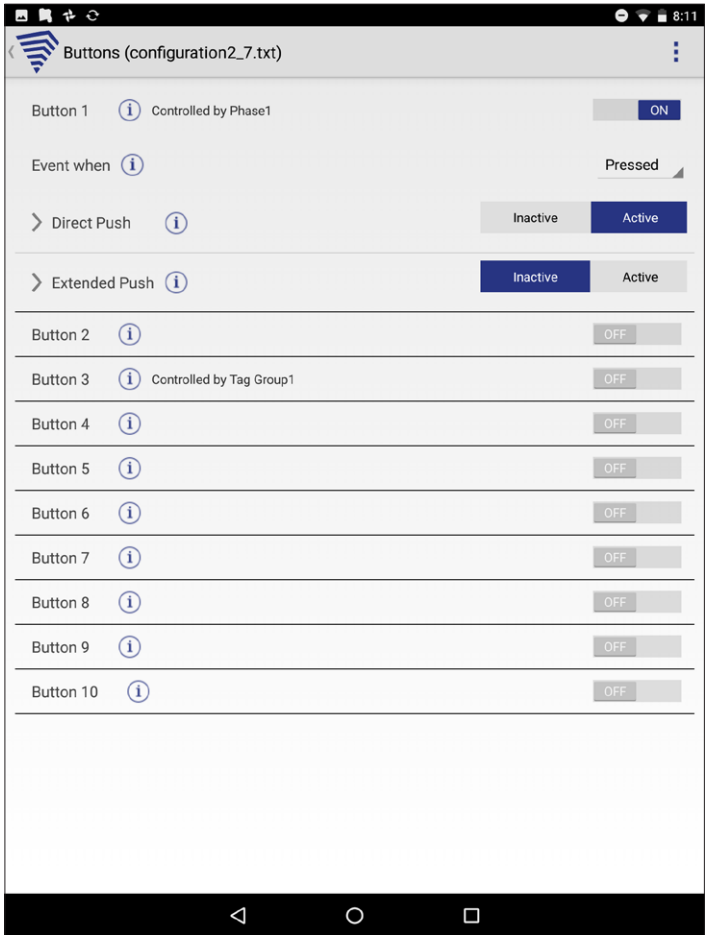 8:11
Buttons (configuration2_7.txt)
Button 1 i Controlled by Phase1 ON
Event when i Pressed
Direct Push i Inactive Active
Extended Push i Inactive Active
Button 2 i OFF
Button 3 i Controlled by Tag Group1 OFF
Button 4 i OFF
Button 5 i OFF
Button 6 i OFF
Button 7 i OFF
Button 8 i OFF
Button 9 i OFF
Button 10 i OFF